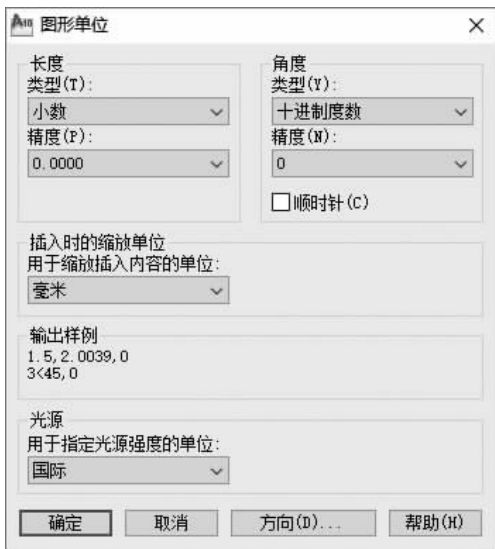 图形单位
长度
类型(T):
小数
精度(P):
0.0000
角度
类型(Y):
十进制度数
精度(N):
0
顺时针(C)
插入时的缩放单位
用于缩放插入内容的单位:
毫米
输出样例
1.5,2.0039,0
3<45,0
光源
用于指定光源强度的单位:
国际
确定
取消
方向(D)...
帮助(H)